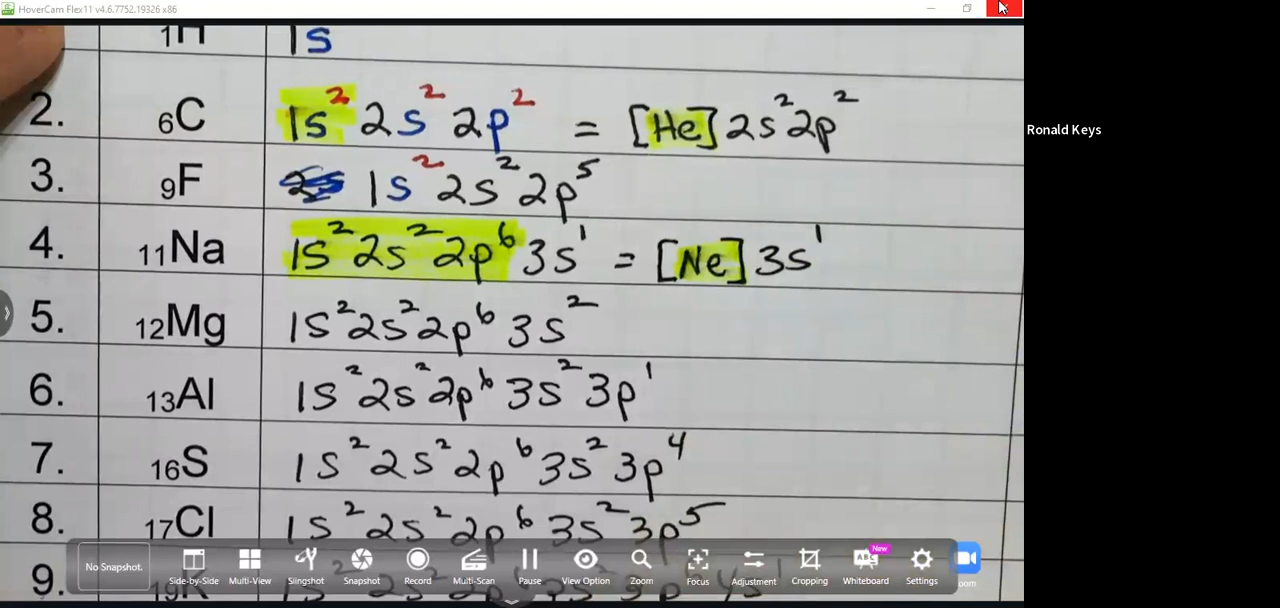 HoverCam Flex11 v4.6.7752.19326 x86
₁H 1s
2. ₆C 1s² 2s² 2p² = [He] 2s² 2p²
3. ₉F 1s² 2s² 2p⁵
4. ₁₁Na 1s² 2s² 2p⁶ 3s¹ = [Ne] 3s¹
5. ₁₂Mg 1s² 2s² 2p⁶ 3s²
6. ₁₃Al 1s² 2s² 2p⁶ 3s² 3p¹
7. ₁₆S 1s² 2s² 2p⁶ 3s² 3p⁴
8. ₁₇Cl 1s² 2s² 2p⁶ 3s² 3p⁵
9. ₁₉K
Ronald Keys
No Snapshot.
Side-by-Side Multi-View Slingshot Snapshot Record Multi-Scan Pause View Option Zoom Focus Adjustment Cropping Whiteboard Settings oom
ABC New